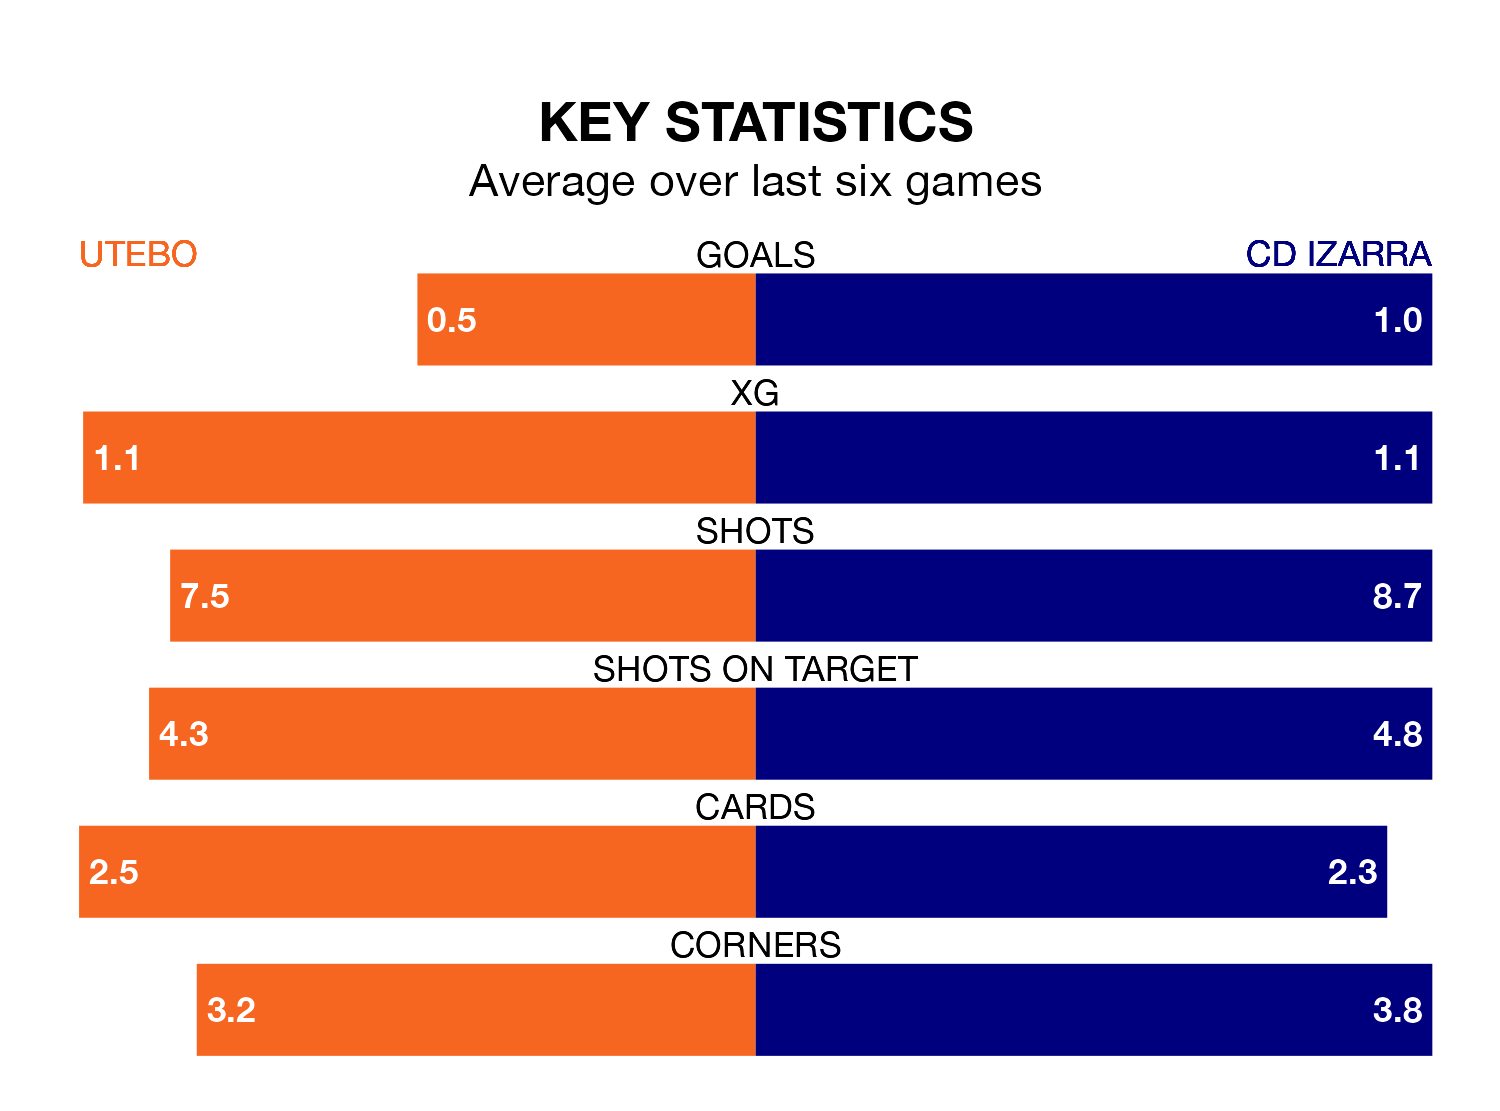 KEY STATISTICS
Average over last six games
UTEBO GOALS CD IZARRA
0.5 1.0
XG
1.1 1.1
SHOTS
7.5 8.7
SHOTS ON TARGET
4.3 4.8
CARDS
2.5 2.3
CORNERS
3.2 3.8